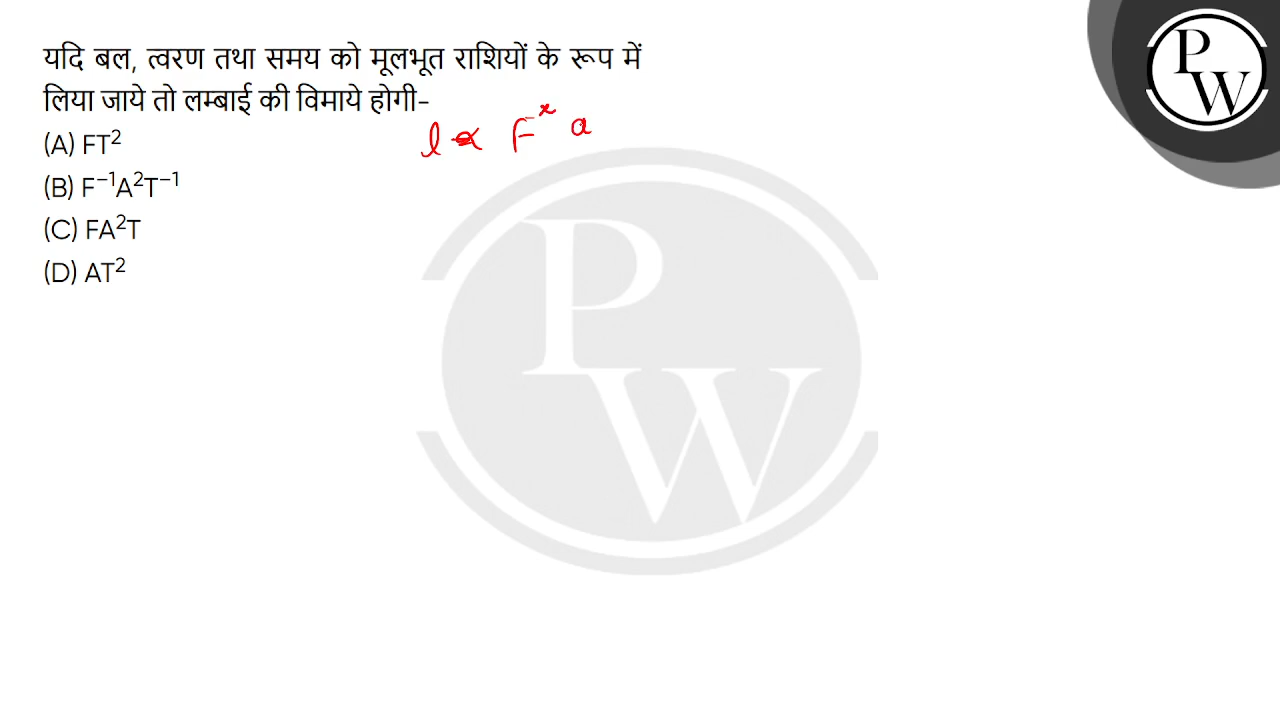 यदि बल, त्वरण तथा समय को मूलभूत राशियों के रूप में
लिया जाये तो लम्बाई की विमाये होगी-
l ∝ F^x a
(A) FT²
(B) F⁻¹A²T⁻¹
(C) FA²T
(D) AT²
P
W
P
W